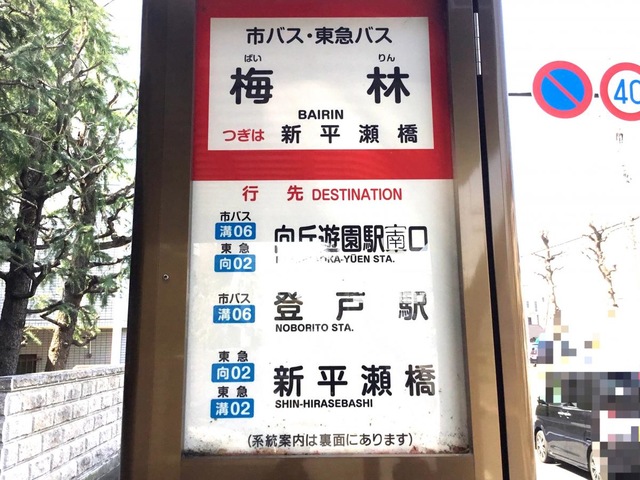 市バス・東急バス
ばい りん
梅 林
BAIRIN
つぎは 新平瀬橋
行先 DESTINATION
市バス
溝06
向丘遊園駅南口
東急
向02
OKA-YŪEN STA.
市バス
溝06
登戸駅
NOBORITO STA.
東急
向02
新平瀬橋
東急
溝02
SHIN-HIRASEBASHI
(系統案内は裏面にあります)
40